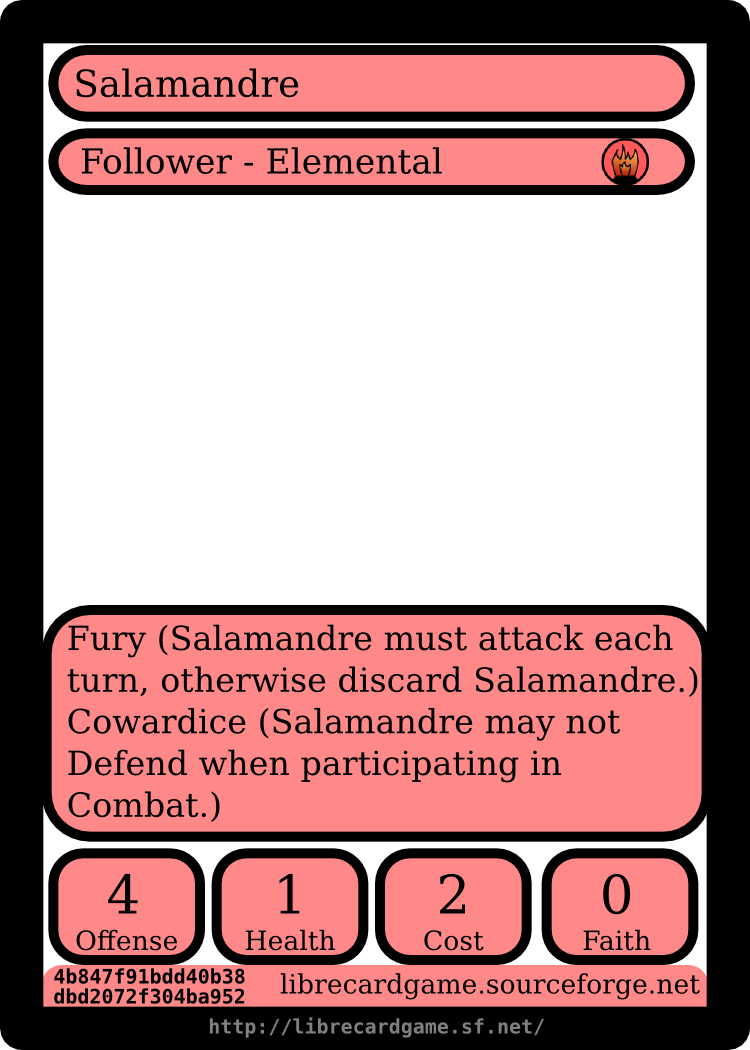 Salamandre
Follower - Elemental
Fury (Salamandre must attack each
turn, otherwise discard Salamandre.)
Cowardice (Salamandre may not
Defend when participating in
Combat.)
4 1 2 0
Offense Health Cost Faith
4b847f91bdd40b38
dbd2072f304ba952
librecardgame.sourceforge.net
http://librecardgame.sf.net/